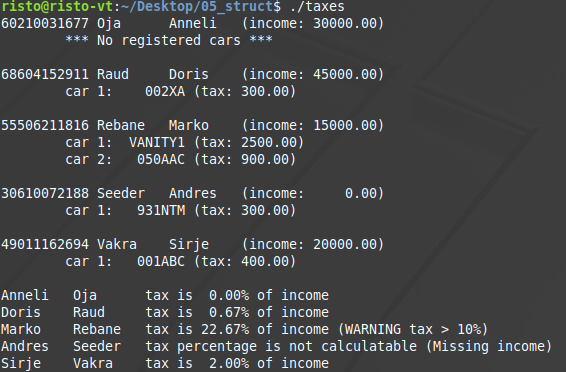 risto@risto-vt:~/Desktop/05_struct$ ./taxes
60210031677 Oja      Anneli   (income: 30000.00)
        *** No registered cars ***
68604152911 Raud     Doris    (income: 45000.00)
        car 1:    002XA (tax: 300.00)
55506211816 Rebane   Marko    (income: 15000.00)
        car 1:  VANITY1 (tax: 2500.00)
        car 2:   050AAC (tax: 900.00)
30610072188 Seeder   Andres   (income:     0.00)
        car 1:   931NTM (tax: 300.00)
49011162694 Vakra    Sirje    (income: 20000.00)
        car 1:   001ABC (tax: 400.00)
Anneli   Oja      tax is  0.00% of income
Doris    Raud     tax is  0.67% of income
Marko    Rebane   tax is 22.67% of income (WARNING tax > 10%)
Andres   Seeder   tax percentage is not calculatable (Missing income)
Sirje    Vakra    tax is  2.00% of income